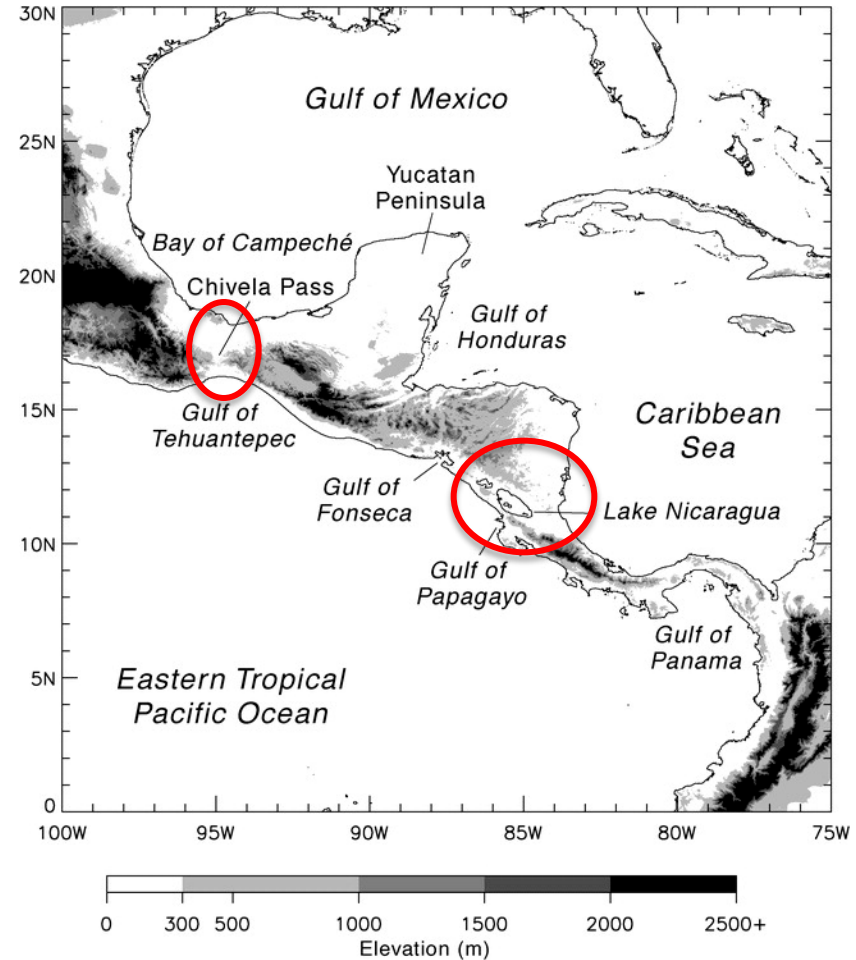 30N
Gulf of Mexico
25N
Yucatan
Peninsula
Bay of Campeché
20N
Chivela Pass
Gulf of
Honduras
15N
Gulf of
Tehuantepec
Caribbean
Sea
Gulf of
Fonseca
Lake Nicaragua
10N
Gulf of
Papagayo
Gulf of
Panama
5N
Eastern Tropical
Pacific Ocean
0
100W 95W 90W 85W 80W 75W
0 300 500 1000 1500 2000 2500+
Elevation (m)